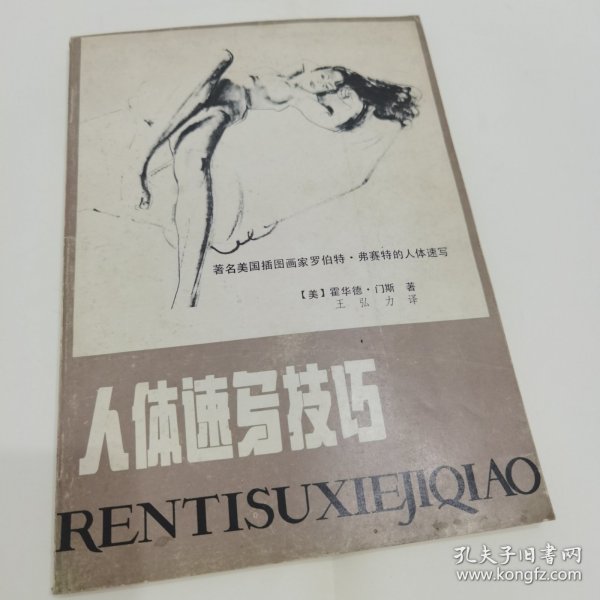 著名美国插图画家罗伯特·弗赛特的人体速写
【美】霍华德·门斯 著
王弘力译
人体速写技巧
RENTISUXIEJIQIAO
孔夫子旧书网
www.kongfz.com